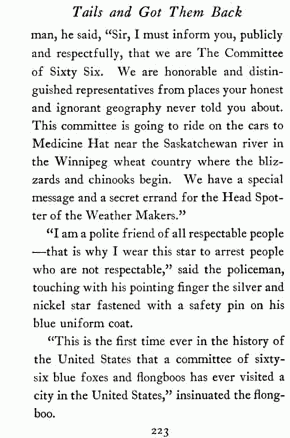 Tails and Got Them Back
man, he said, “Sir, I must inform you, publicly
and respectfully, that we are The Committee
of Sixty Six. We are honorable and distin-
guished representatives from places your honest
and ignorant geography never told you about.
This committee is going to ride on the cars to
Medicine Hat near the Saskatchewan river in
the Winnipeg wheat country where the bliz-
zards and chinooks begin. We have a special
message and a secret errand for the Head Spot-
ter of the Weather Makers.”
“I am a polite friend of all respectable people
—that is why I wear this star to arrest people
who are not respectable,” said the policeman,
touching with his pointing finger the silver and
nickel star fastened with a safety pin on his
blue uniform coat.
“This is the first time ever in the history of
the United States that a committee of sixty-
six blue foxes and flongboos has ever visited a
city in the United States,” insinuated the flong-
boo.
223